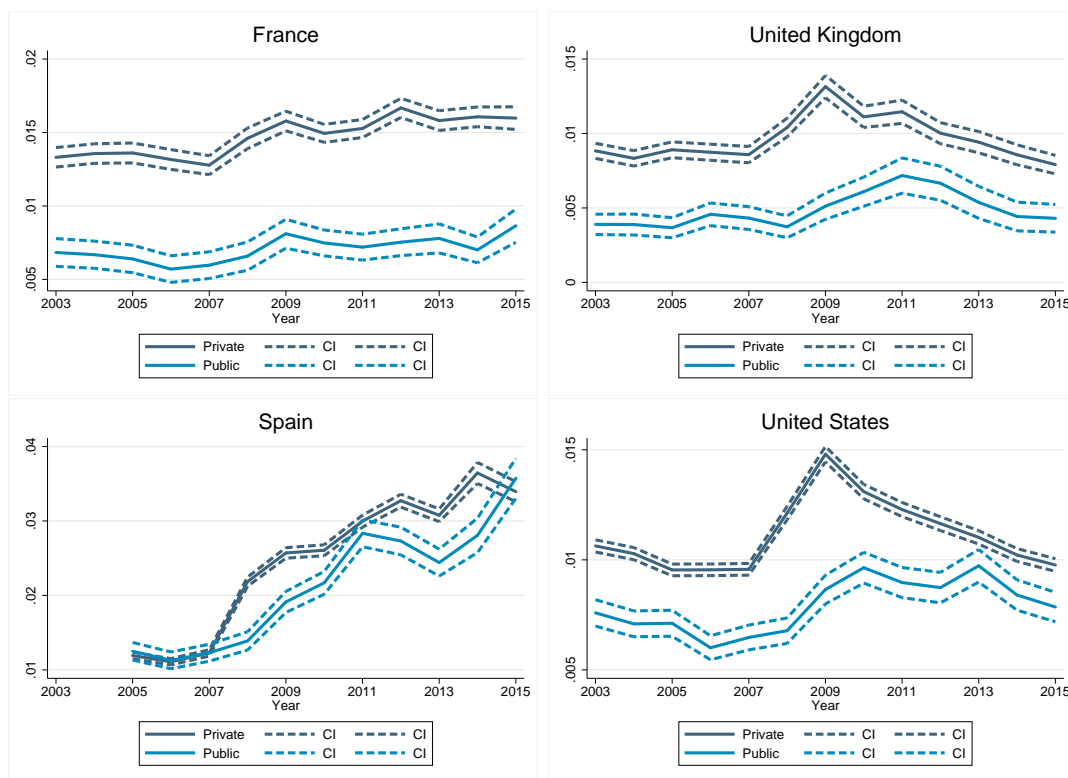 France
.02
.015
.01
.005
2003 2005 2007 2009 2011 2013 2015
Year
Private CI CI
Public CI CI
United Kingdom
.015
.01
.005
0
2003 2005 2007 2009 2011 2013 2015
Year
Private CI CI
Public CI CI
Spain
.04
.03
.02
.01
2003 2005 2007 2009 2011 2013 2015
Year
Private CI CI
Public CI CI
United States
.015
.01
.005
2003 2005 2007 2009 2011 2013 2015
Year
Private CI CI
Public CI CI